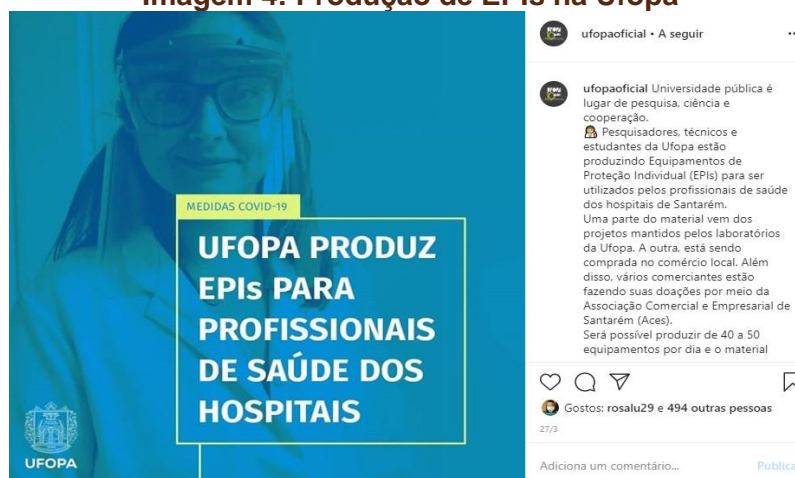 Imagem 4: Produção de EPIs na Ufopa
MEDIDAS COVID-19
UFOPA PRODUZ
EPIs PARA
PROFISSIONAIS
DE SAÚDE DOS
HOSPITAIS
UFOPA
ufopaoficial • A seguir
ufopaoficial Universidade pública é
lugar de pesquisa, ciência e
cooperação.
Pesquisadores, técnicos e
estudantes da Ufopa estão
produzindo Equipamentos de
Proteção Individual (EPIs) para ser
utilizados pelos profissionais de saúde
dos hospitais de Santarém.
Uma parte do material vem dos
projetos mantidos pelos laboratórios
da Ufopa. A outra, está sendo
comprada no comércio local. Além
disso, vários comerciantes estão
fazendo suas doações por meio da
Associação Comercial e Empresarial de
Santarém (Aces).
Será possível produzir de 40 a 50
equipamentos por dia e o material
Gostos: rosalu29 e 494 outras pessoas
27/3
Adiciona um comentário... Publica